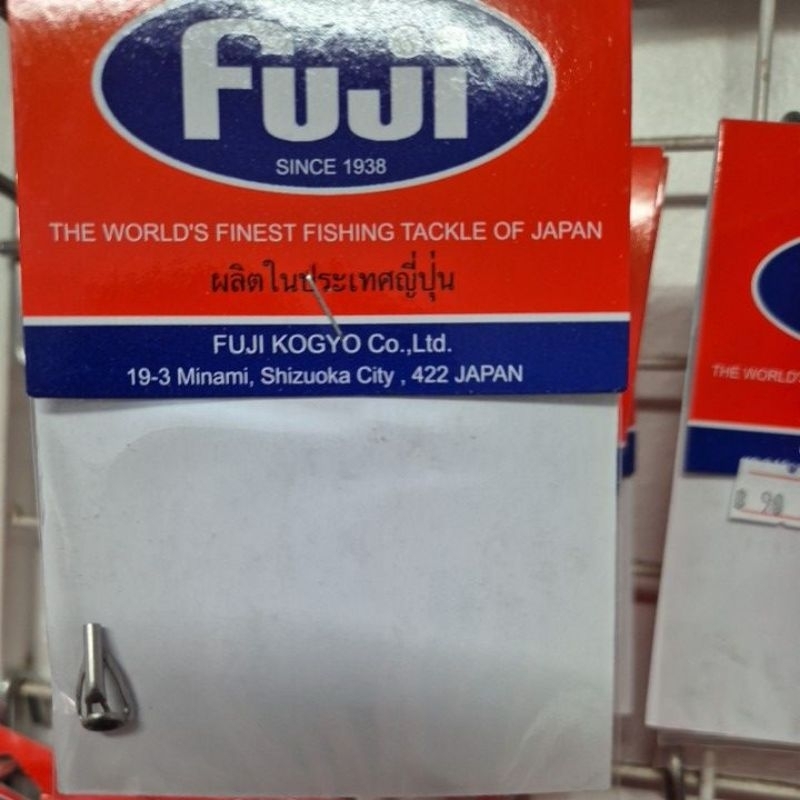 FUJI
SINCE 1938
THE WORLD'S FINEST FISHING TACKLE OF JAPAN
ผลิตในประเทศญี่ปุ่น
FUJI KOGYO Co.,Ltd.
19-3 Minami, Shizuoka City , 422 JAPAN
THE WORLD'S
฿ 90